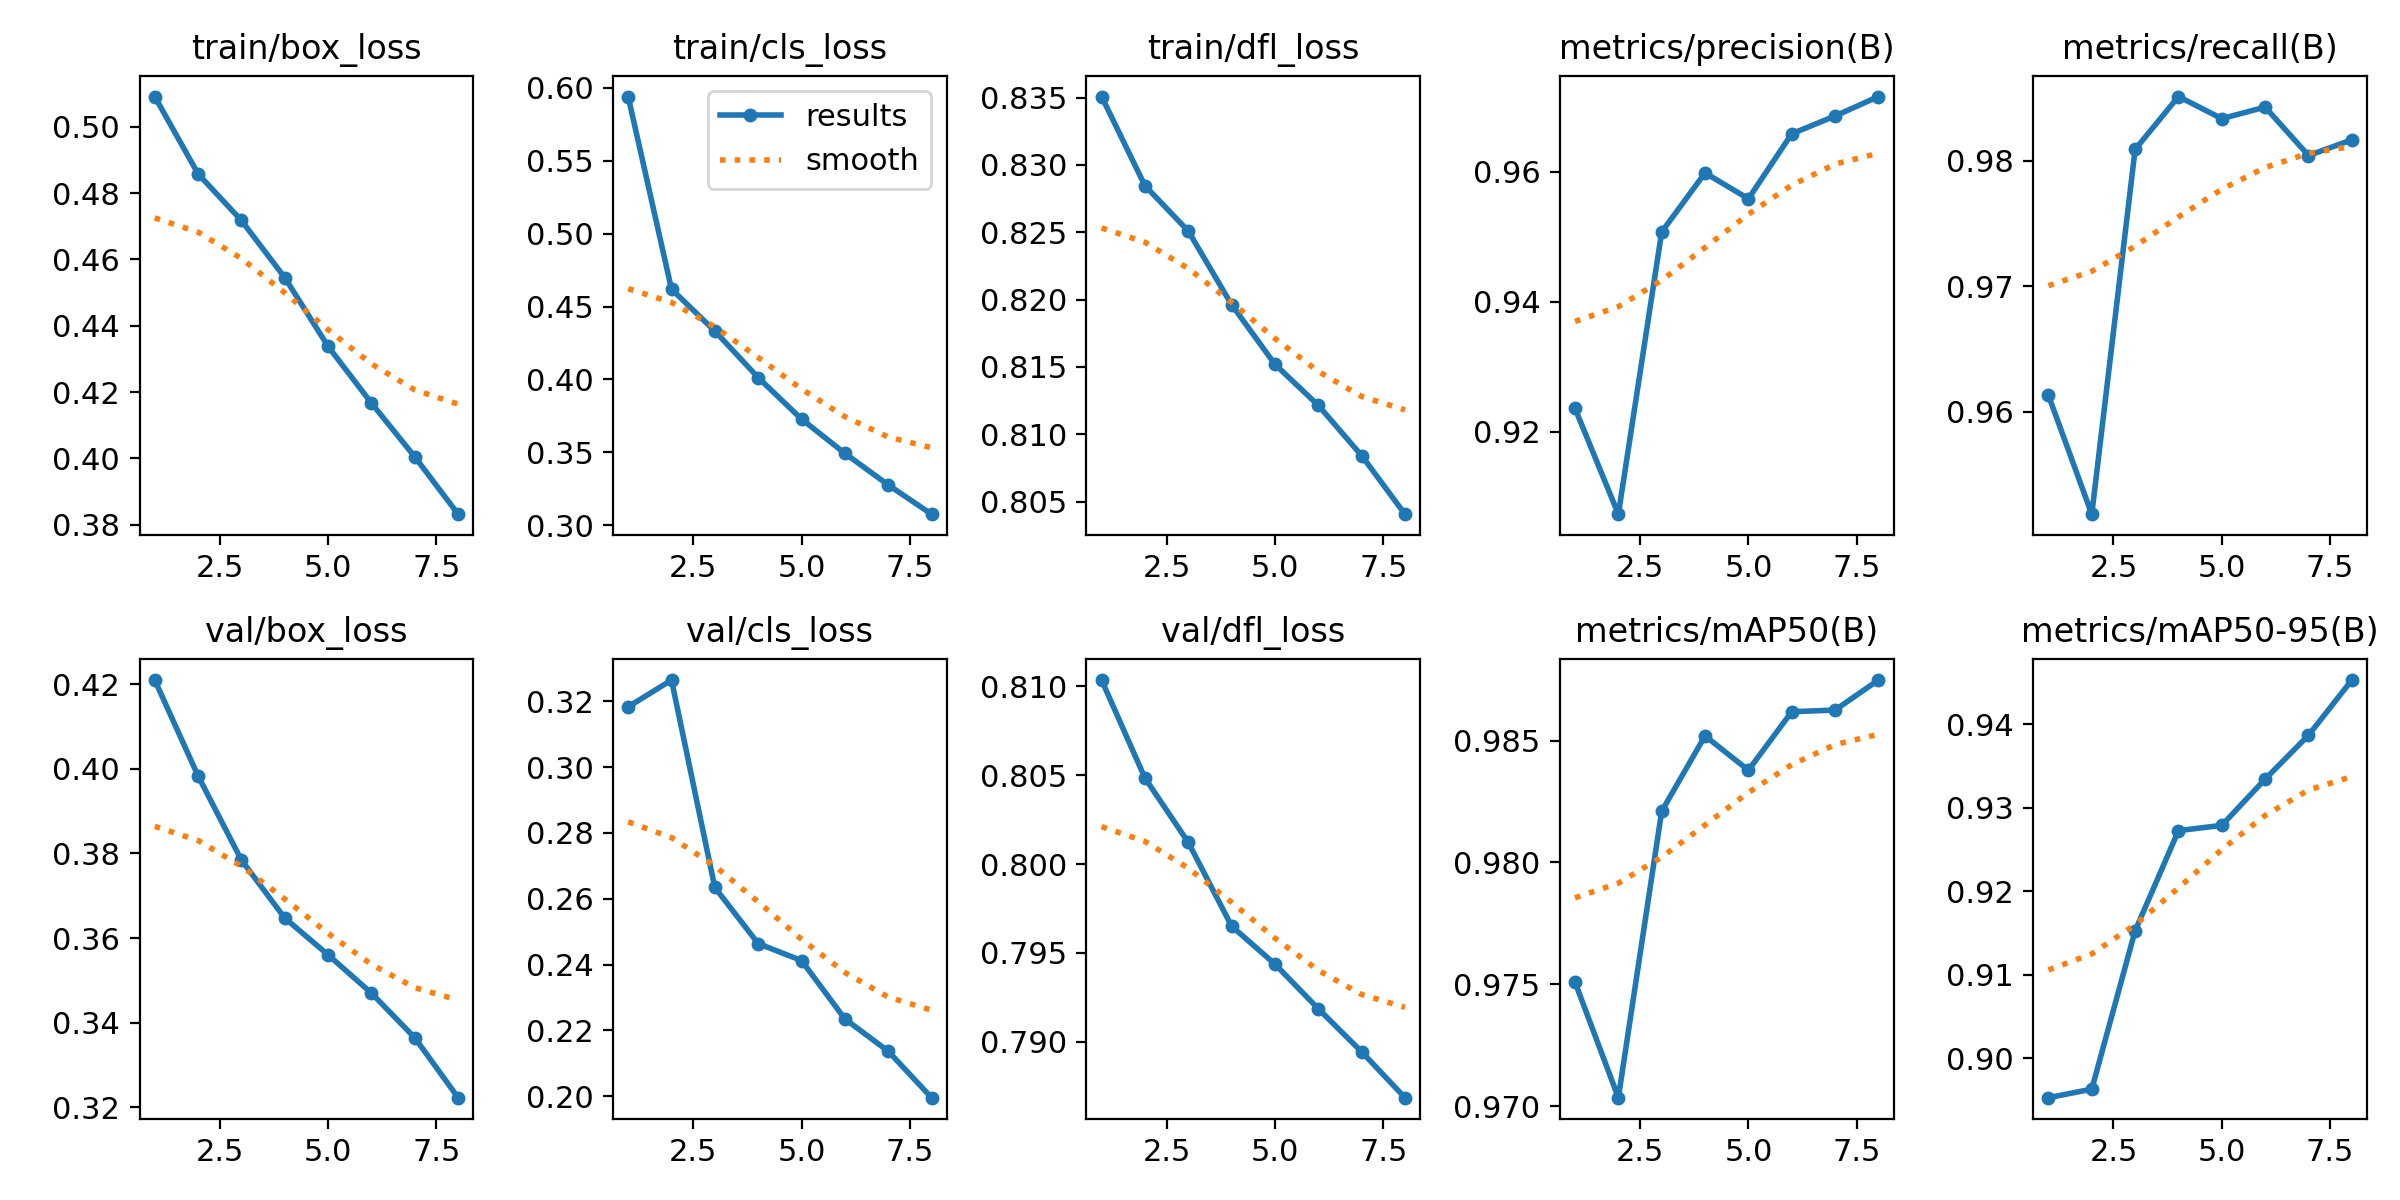 train/box_loss
0.50
0.48
0.46
0.44
0.42
0.40
0.38
2.5 5.0 7.5
train/cls_loss
results
smooth
0.60
0.55
0.50
0.45
0.40
0.35
0.30
2.5 5.0 7.5
train/dfl_loss
0.835
0.830
0.825
0.820
0.815
0.810
0.805
2.5 5.0 7.5
metrics/precision(B)
0.96
0.94
0.92
2.5 5.0 7.5
metrics/recall(B)
0.98
0.97
0.96
2.5 5.0 7.5
val/box_loss
0.42
0.40
0.38
0.36
0.34
0.32
2.5 5.0 7.5
val/cls_loss
0.32
0.30
0.28
0.26
0.24
0.22
0.20
2.5 5.0 7.5
val/dfl_loss
0.810
0.805
0.800
0.795
0.790
2.5 5.0 7.5
metrics/mAP50(B)
0.985
0.980
0.975
0.970
2.5 5.0 7.5
metrics/mAP50-95(B)
0.94
0.93
0.92
0.91
0.90
2.5 5.0 7.5